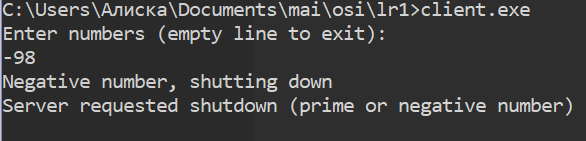 C:\Users\Алиска\Documents\mai\osi\lr1>client.exe
Enter numbers (empty line to exit):
-98
Negative number, shutting down
Server requested shutdown (prime or negative number)